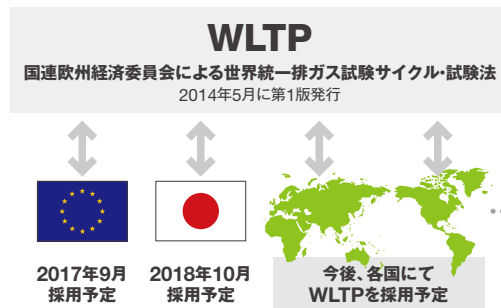 WLTP
国連欧州経済委員会による世界統一排ガス試験サイクル・試験法
2014年5月に第1版発行
2017年9月
採用予定
2018年10月
採用予定
今後、各国にて
WLTPを採用予定